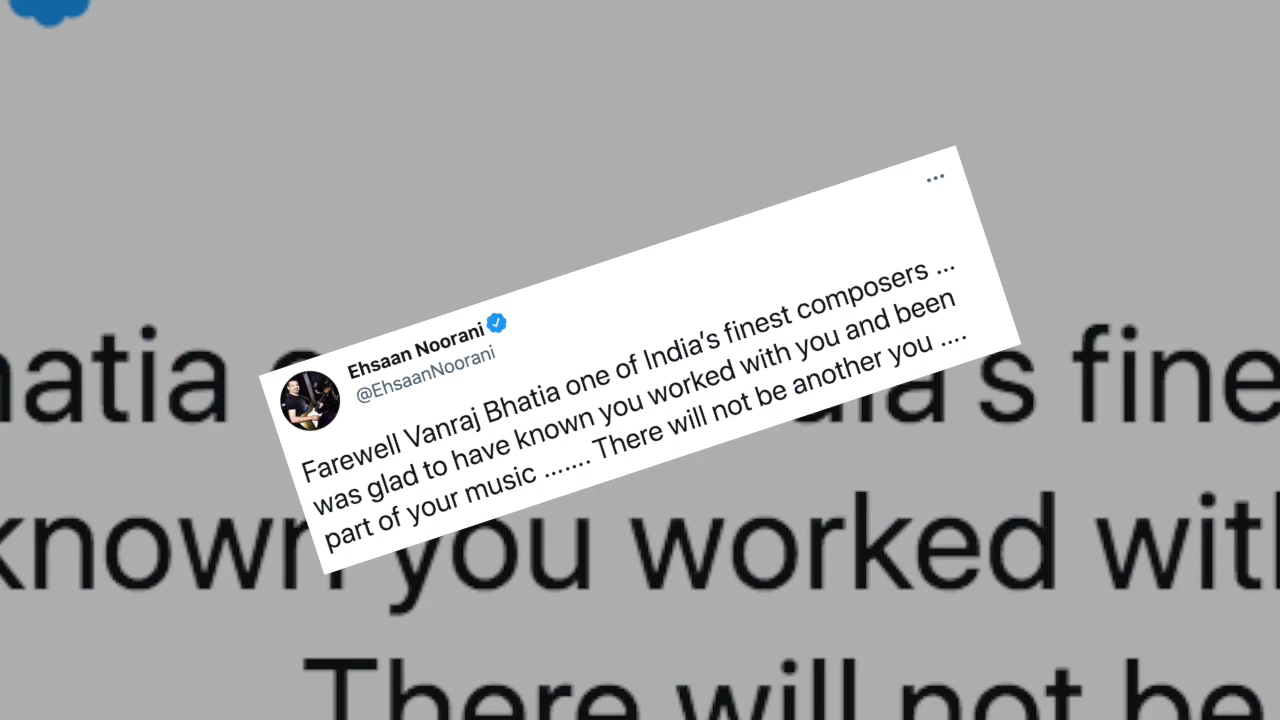 Ehsaan Noorani
@EhsaanNoorani
...
Farewell Vanraj Bhatia one of India's finest composers ...
was glad to have known you worked with you and been
part of your music ....... There will not be another you ....
hatia
India's fine
known you worked with
There will not be